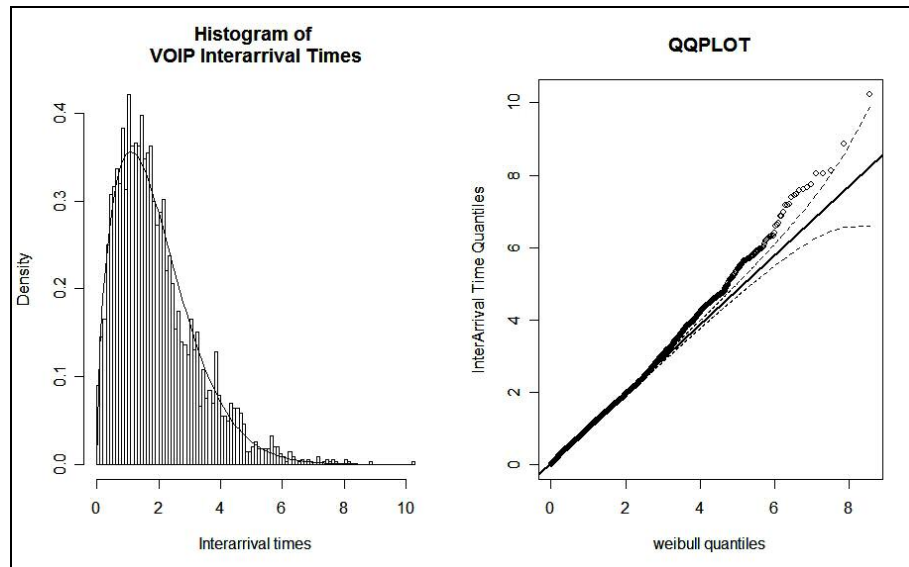 Histogram of
VOIP Interarrival Times
Density
0.0
0.1
0.2
0.3
0.4
0 2 4 6 8 10
Interarrival times
QQPLOT
InterArrival Time Quantiles
0
2
4
6
8
10
0 2 4 6 8
weibull quantiles